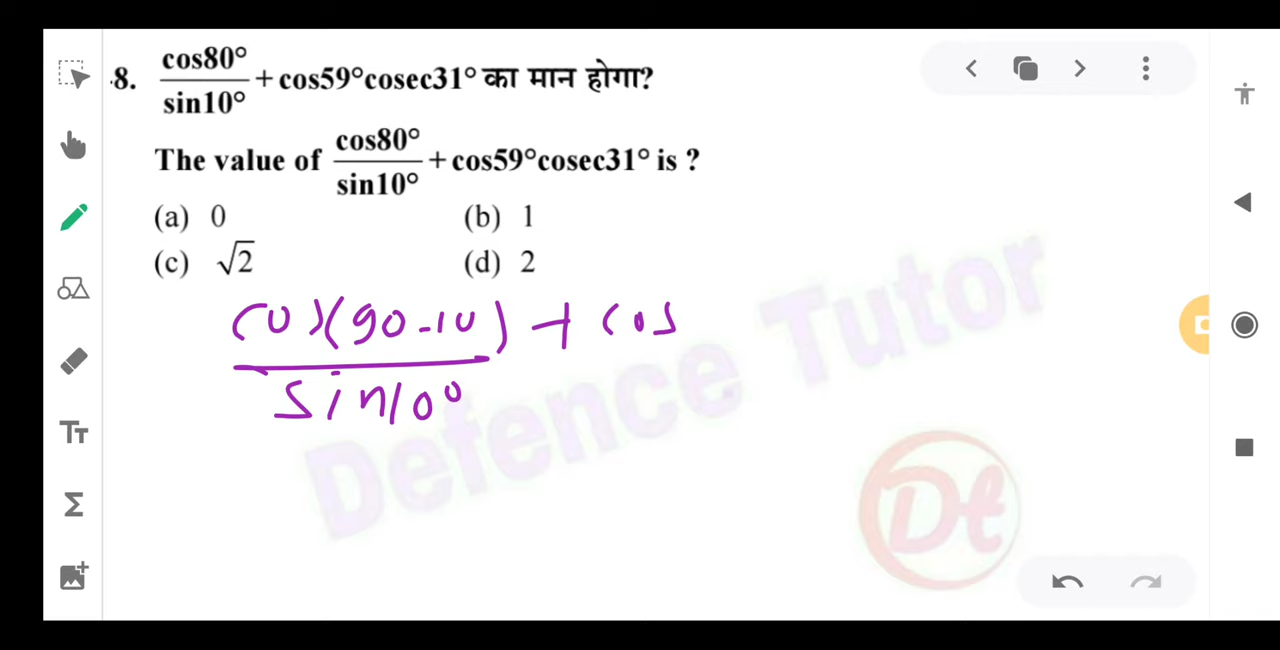 ·8. cos80°/sin10° + cos59°cosec31° का मान होगा?
The value of cos80°/sin10° + cos59°cosec31° is ?
(a) 0 (b) 1
(c) √2 (d) 2
cos(90-10) + cos
sin10°
Defence Tutor
Dt
TT
Σ